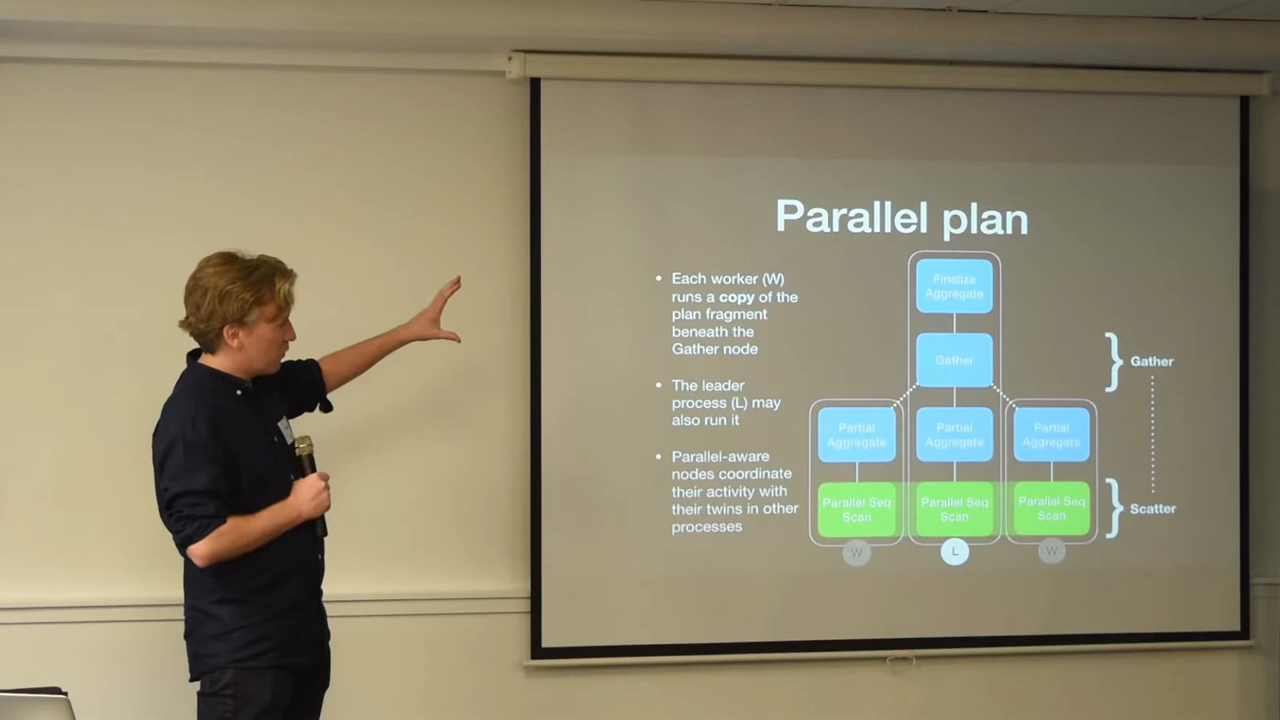 Parallel plan
• Each worker (W)
runs a copy of the
plan fragment
beneath the
Gather node
• The leader
process (L) may
also run it
• Parallel-aware
nodes coordinate
their activity with
their twins in other
processes
Finalize
Aggregate
Gather
Partial
Aggregate
Partial
Aggregate
Partial
Aggregate
Parallel Seq
Scan
Parallel Seq
Scan
Parallel Seq
Scan
W
L
W
Gather
Scatter